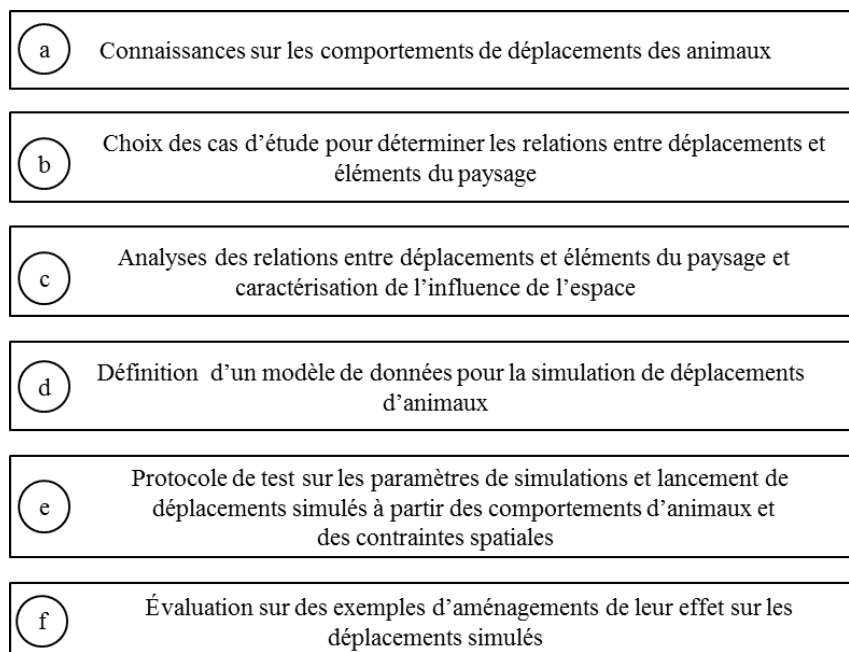 a Connaissances sur les comportements de déplacements des animaux
Choix des cas d'étude pour déterminer les relations entre déplacements et
b
éléments du paysage
Analyses des relations entre déplacements et éléments du paysage et
c
caractérisation de l'influence de l'espace
Définition d'un modèle de données pour la simulation de déplacements
d
d'animaux
Protocole de test sur les paramètres de simulations et lancement de
e déplacements simulés à partir des comportements d'animaux et
des contraintes spatiales
Évaluation sur des exemples d'aménagements de leur effet sur les
f
déplacements simulés